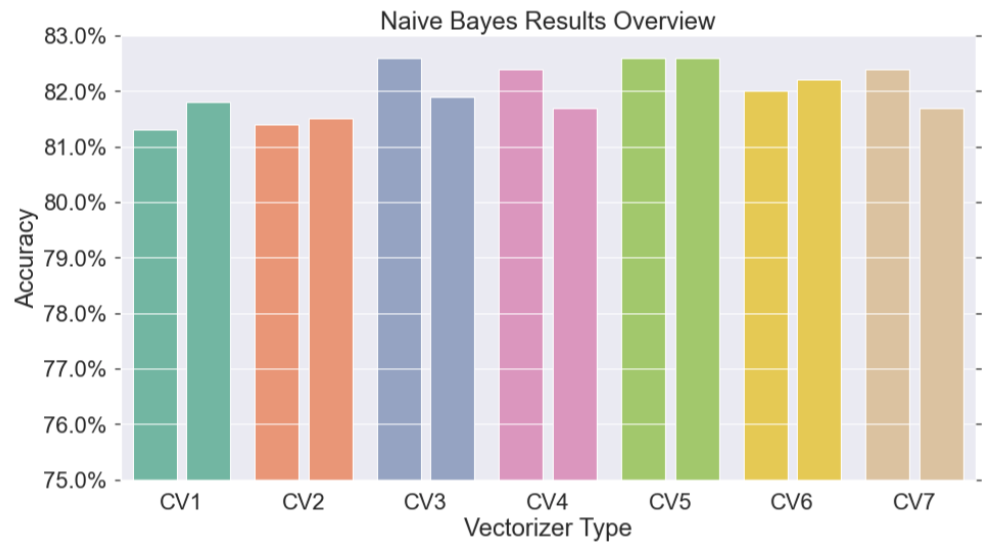 Naive Bayes Results Overview
83.0%
82.0%
81.0%
80.0%
79.0%
78.0%
77.0%
76.0%
75.0%
Accuracy
CV1 CV2 CV3 CV4 CV5 CV6 CV7
Vectorizer Type